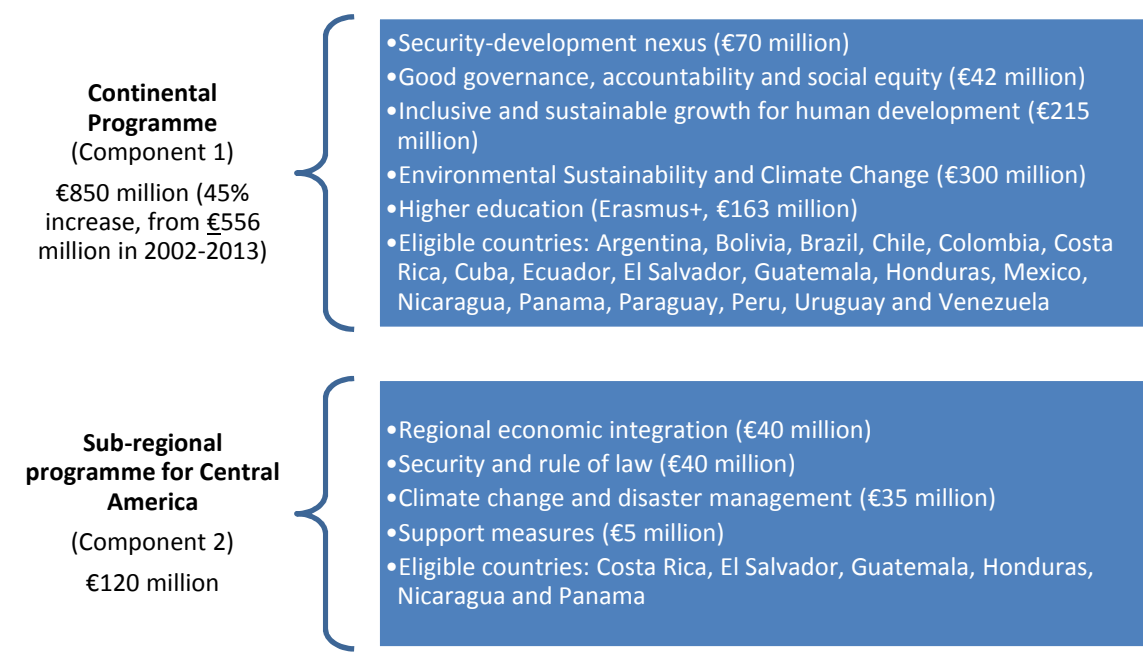 Continental
Programme
(Component 1)
€850 million (45%
increase, from €556
million in 2002-2013)
•Security-development nexus (€70 million)
•Good governance, accountability and social equity (€42 million)
•Inclusive and sustainable growth for human development (€215
million)
•Environmental Sustainability and Climate Change (€300 million)
•Higher education (Erasmus+, €163 million)
•Eligible countries: Argentina, Bolivia, Brazil, Chile, Colombia, Costa
Rica, Cuba, Ecuador, El Salvador, Guatemala, Honduras, Mexico,
Nicaragua, Panama, Paraguay, Peru, Uruguay and Venezuela
Sub-regional
programme for Central
America
(Component 2)
€120 million
•Regional economic integration (€40 million)
•Security and rule of law (€40 million)
•Climate change and disaster management (€35 million)
•Support measures (€5 million)
•Eligible countries: Costa Rica, El Salvador, Guatemala, Honduras,
Nicaragua and Panama